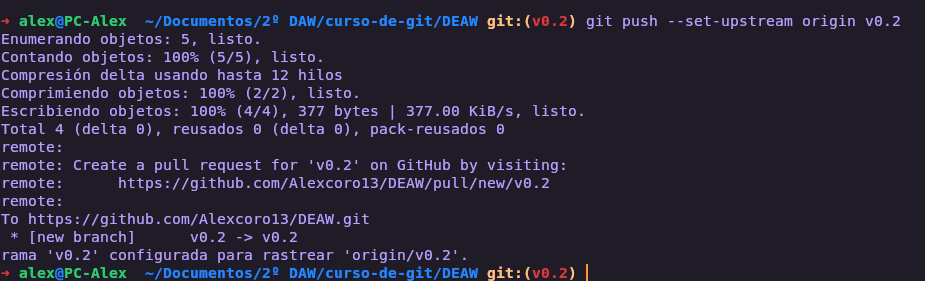 ➜ alex@PC-Alex ~/Documentos/2º DAW/curso-de-git/DEAW git:(v0.2) git push --set-upstream origin v0.2
Enumerando objetos: 5, listo.
Contando objetos: 100% (5/5), listo.
Compresión delta usando hasta 12 hilos
Comprimiendo objetos: 100% (2/2), listo.
Escribiendo objetos: 100% (4/4), 377 bytes | 377.00 KiB/s, listo.
Total 4 (delta 0), reusados 0 (delta 0), pack-reusados 0
remote:
remote: Create a pull request for 'v0.2' on GitHub by visiting:
remote:      https://github.com/Alexcoro13/DEAW/pull/new/v0.2
remote:
To https://github.com/Alexcoro13/DEAW.git
 * [new branch]      v0.2 -> v0.2
rama 'v0.2' configurada para rastrear 'origin/v0.2'.
➜ alex@PC-Alex ~/Documentos/2º DAW/curso-de-git/DEAW git:(v0.2)